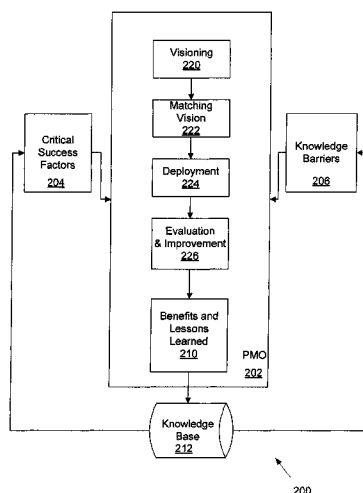 Visioning
220
Matching
Vision
222
Critical
Success
Factors
204
Deployment
224
Knowledge
Barriers
206
Evaluation
& Improvement
226
Benefits and
Lessons
Learned
210
PMO
202
Knowledge
Base
212
200